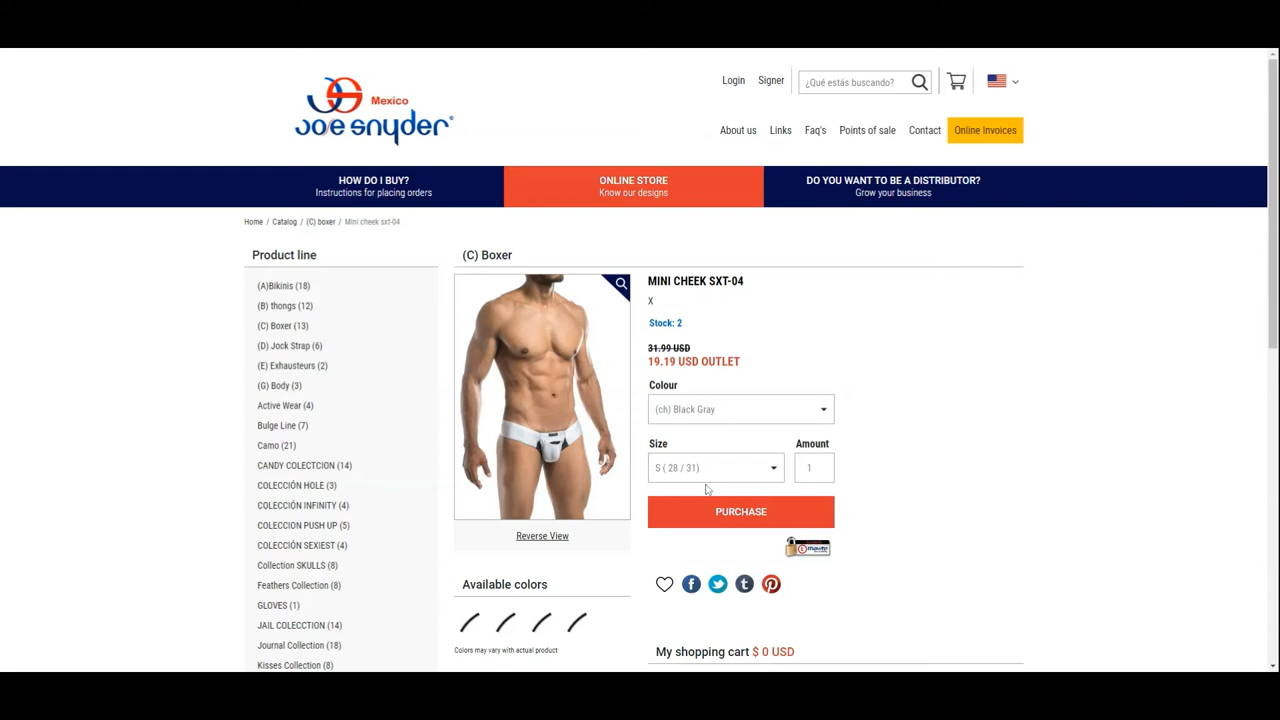 Mexico
Joe Snyder®
Login
Signer
¿Qué estás buscando?
About us
Links
Faq's
Points of sale
Contact
Online Invoices
HOW DO I BUY?
Instructions for placing orders
ONLINE STORE
Know our designs
DO YOU WANT TO BE A DISTRIBUTOR?
Grow your business
Home / Catalog / (C) boxer / Mini cheek sxt-04
Product line
(A)Bikinis (18)
(B) thongs (12)
(C) Boxer (13)
(D) Jock Strap (6)
(E) Exhausteurs (2)
(G) Body (3)
Active Wear (4)
Bulge Line (7)
Camo (21)
CANDY COLECTCION (14)
COLECCIÓN HOLE (3)
COLECCIÓN INFINITY (4)
COLECCION PUSH UP (5)
COLECCIÓN SEXIEST (4)
Collection SKULLS (8)
Feathers Collection (8)
GLOVES (1)
JAIL COLECCTION (14)
Journal Collection (18)
Kisses Collection (8)
(C) Boxer
Reverse View
Available colors
Colors may vary with actual product
MINI CHEEK SXT-04
X
Stock: 2
31.99 USD
19.19 USD OUTLET
Colour
(ch) Black Gray
Size
Amount
S ( 28 / 31)
1
PURCHASE
My shopping cart $ 0 USD